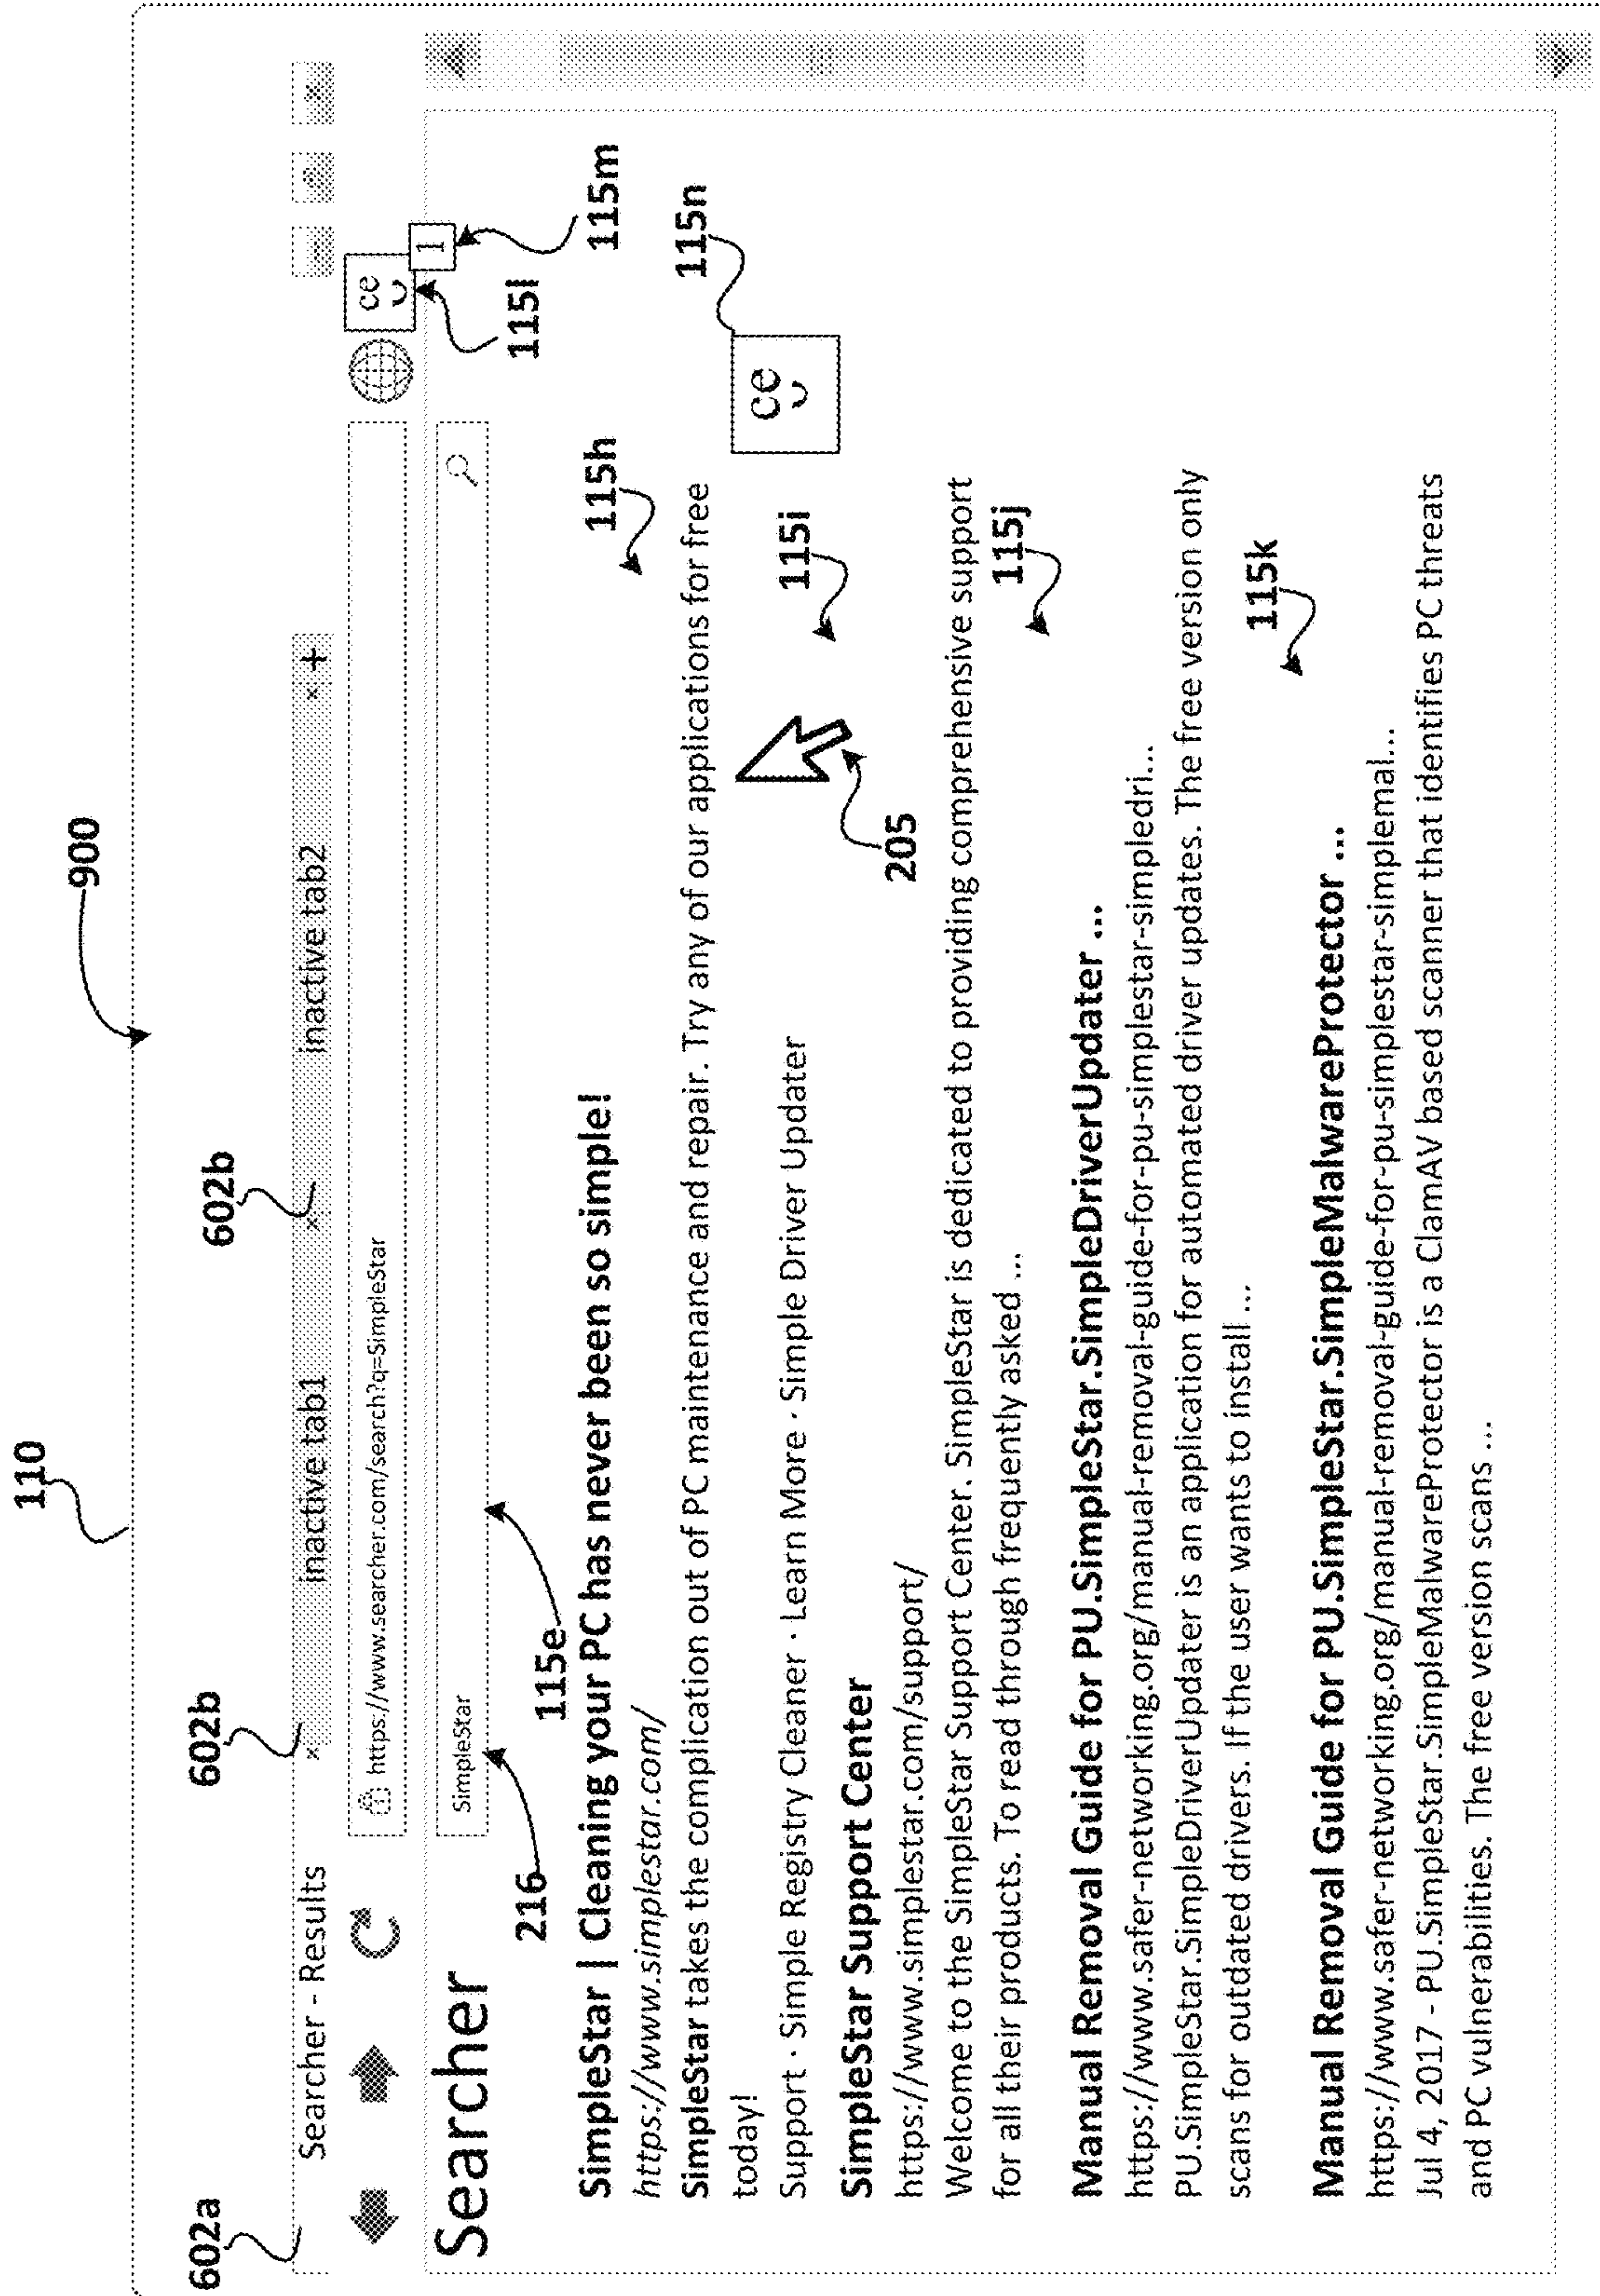 110
900
602a
602b
602b
Searcher - Results
× inactive tab1
× inactive tab2
× +
https://www.searcher.com/search?q=SimpleStar
ce
1
115l
115m
Searcher
SimpleStar
216
115e
SimpleStar | Cleaning your PC has never been so simple!
115h
https://www.simplestar.com/
SimpleStar takes the complication out of PC maintenance and repair. Try any of our applications for free
today!
115n
ce
Support · Simple Registry Cleaner · Learn More · Simple Driver Updater
115i
205
SimpleStar Support Center
https://www.simplestar.com/support/
Welcome to the SimpleStar Support Center. SimpleStar is dedicated to providing comprehensive support
for all their products. To read through frequently asked ...
115j
Manual Removal Guide for PU.SimpleStar.SimpleDriverUpdater ...
https://www.safer-networking.org/manual-removal-guide-for-pu-simplestar-simpledri...
PU.SimpleStar.SimpleDriverUpdater is an application for automated driver updates. The free version only
scans for outdated drivers. If the user wants to install ...
115k
Manual Removal Guide for PU.SimpleStar.SimpleMalwareProtector ...
https://www.safer-networking.org/manual-removal-guide-for-pu-simplestar-simplemal...
Jul 4, 2017 - PU.SimpleStar.SimpleMalwareProtector is a ClamAV based scanner that identifies PC threats
and PC vulnerabilities. The free version scans ...